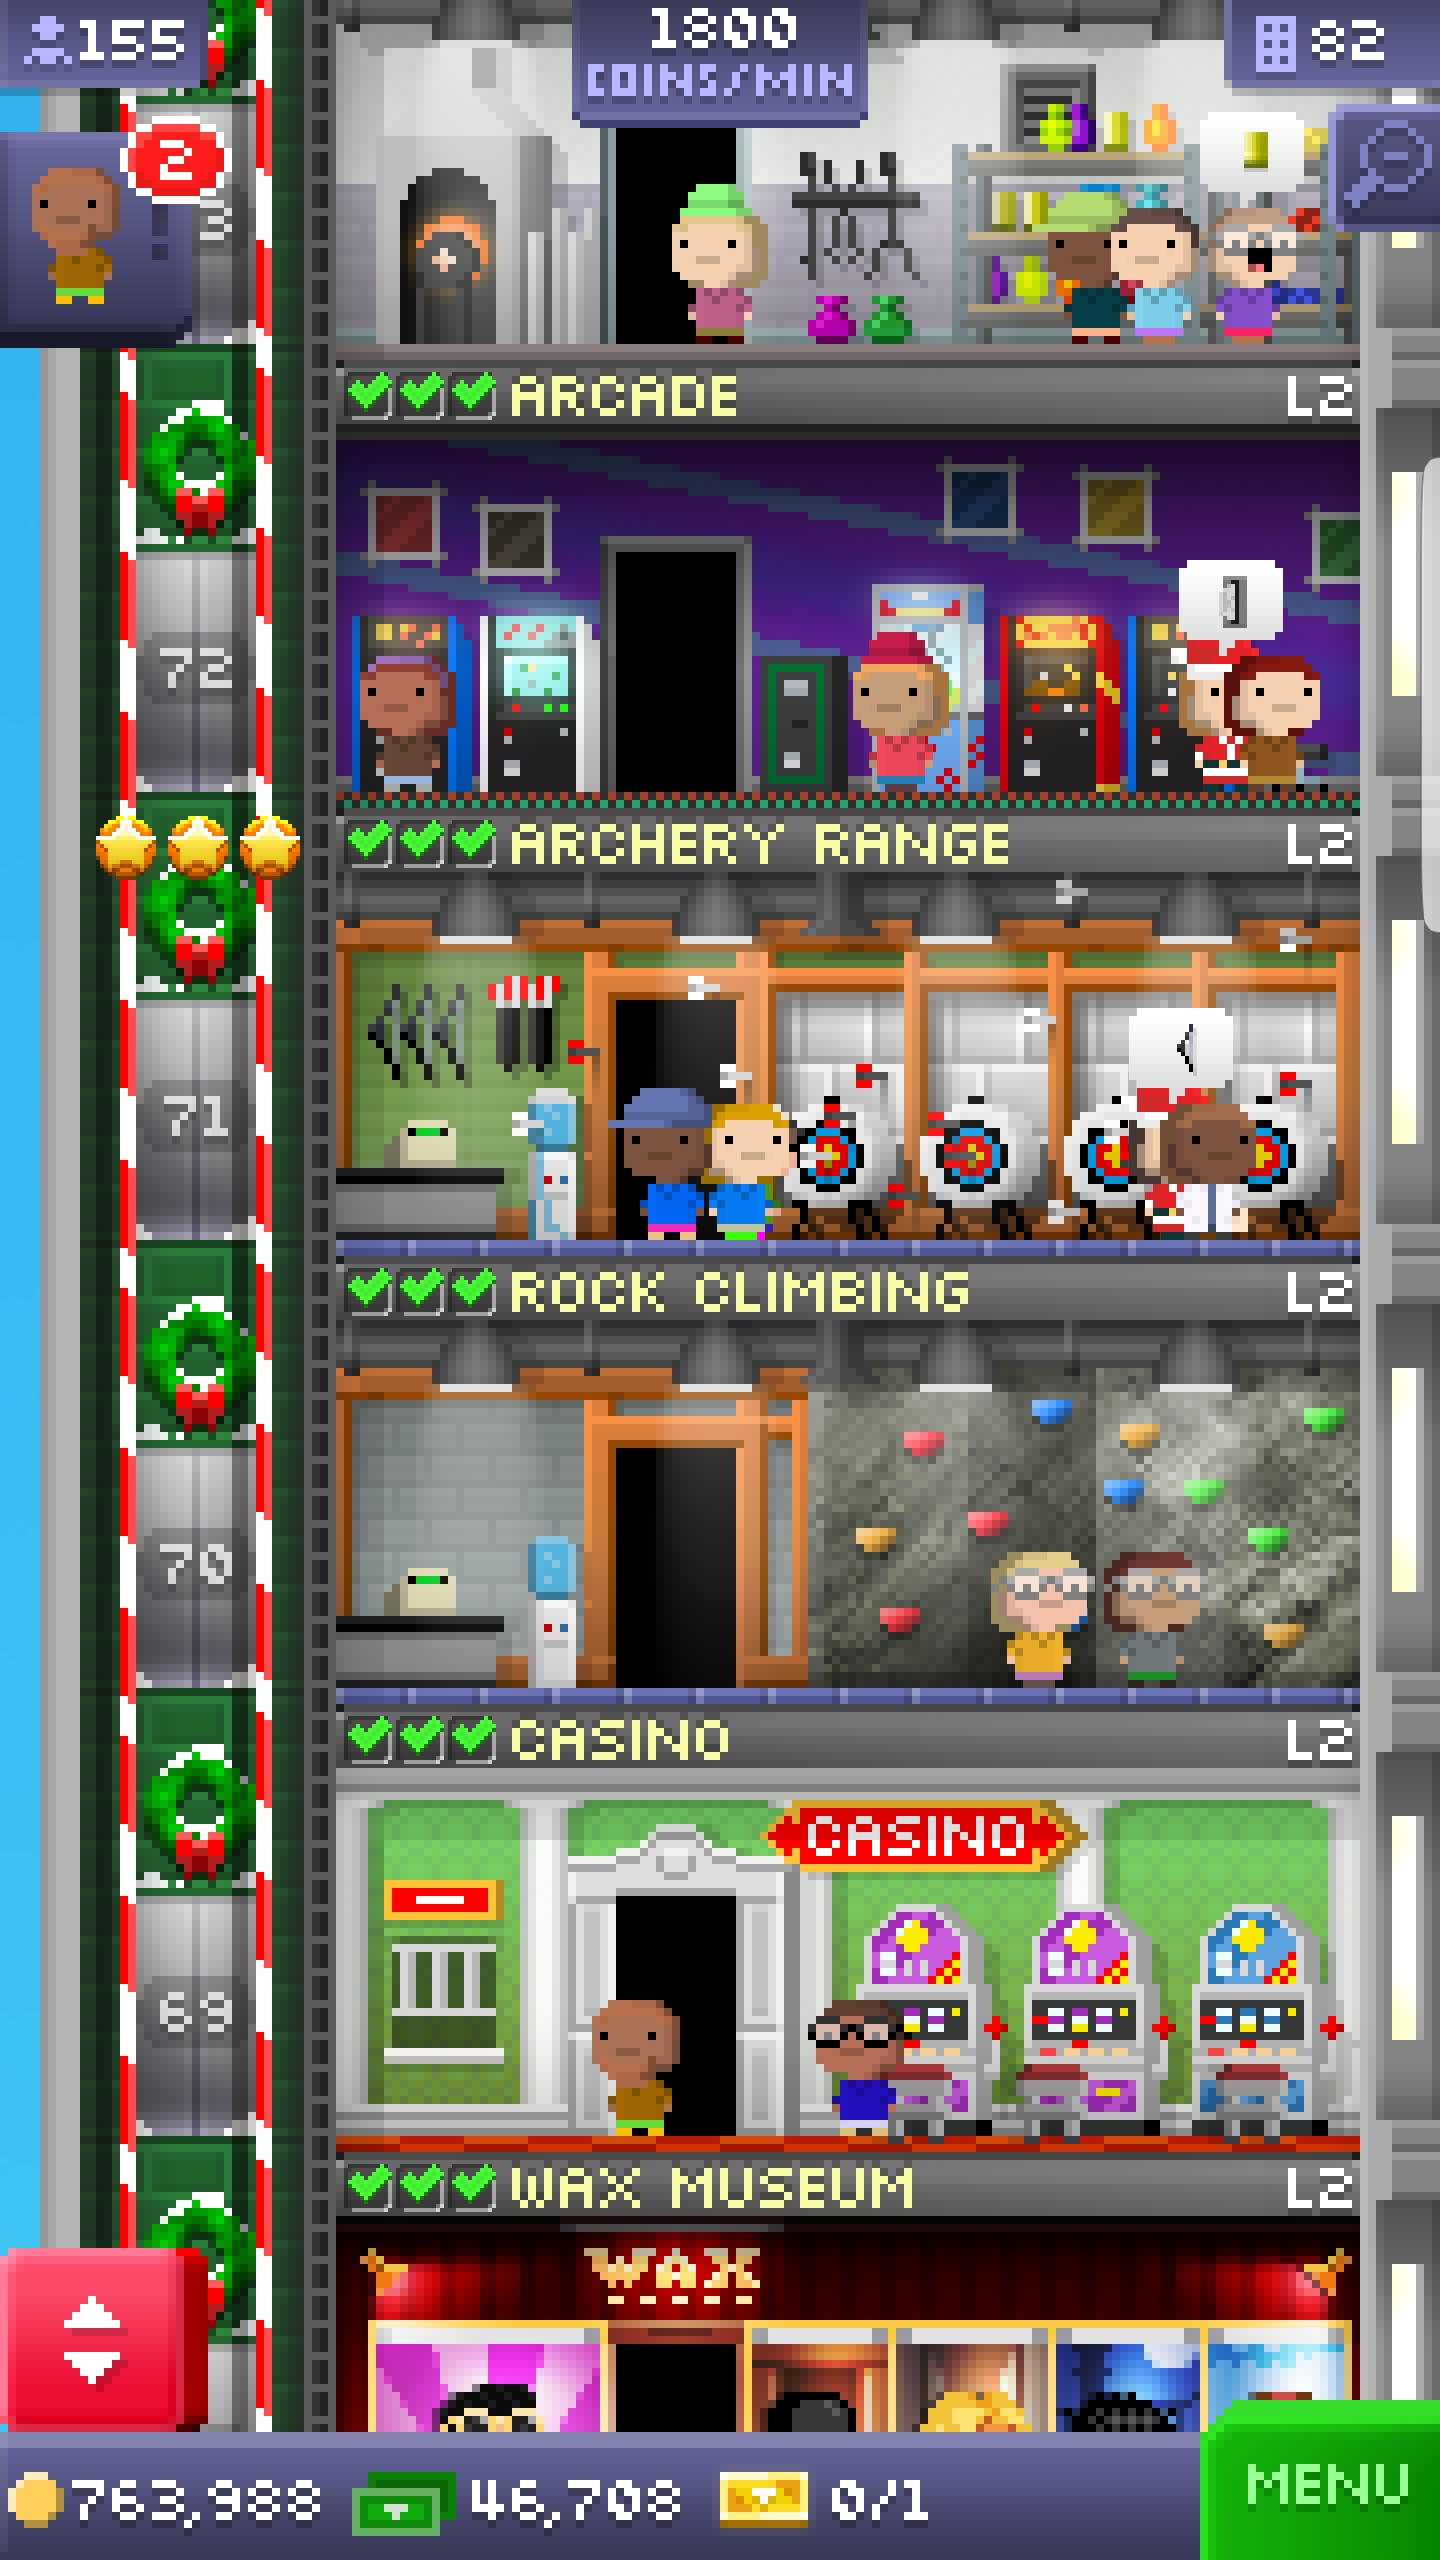 155
1800
COINS/MIN
82
2
3
ARCADE L2
72
ARCHERY RANGE L2
71
ROCK CLIMBING L2
70
CASINO L2
CASINO
69
WAX MUSEUM L2
WAX
763,988 46,708 0/1
MENU